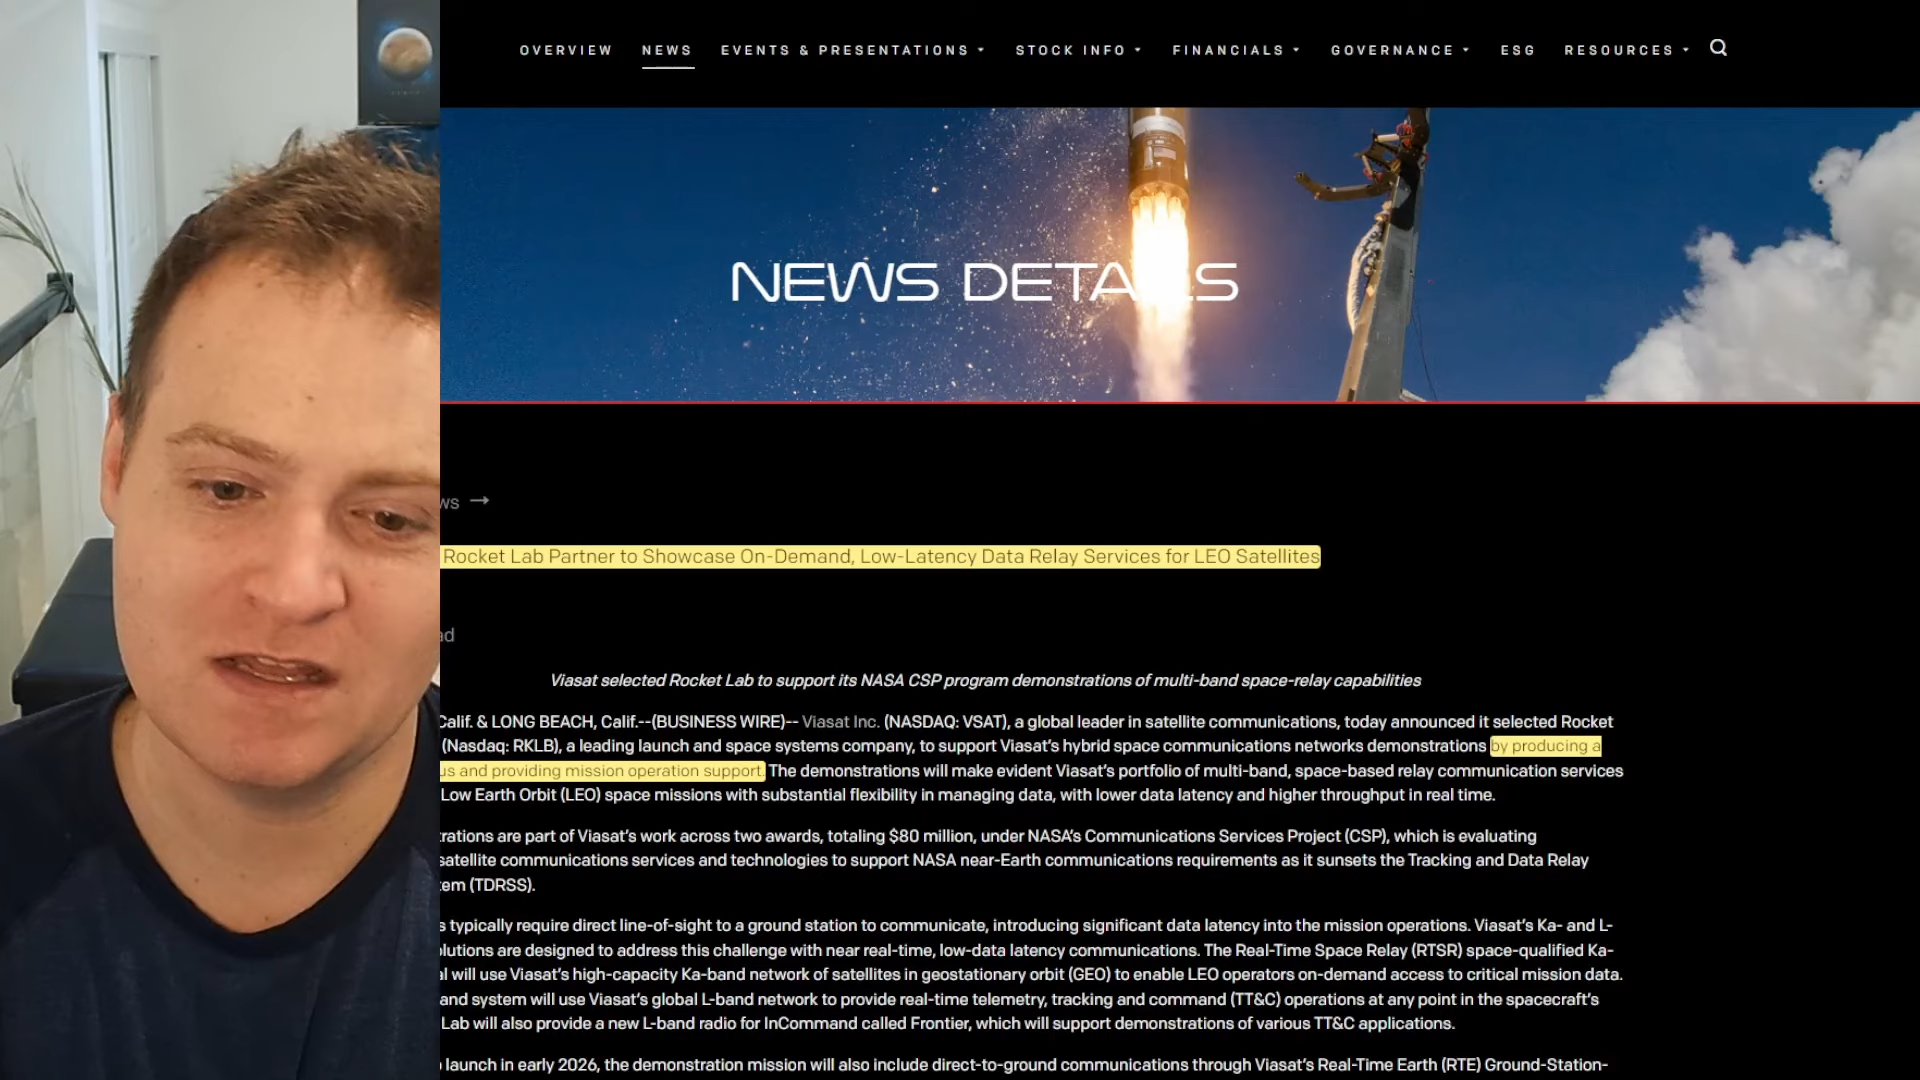 OVERVIEW NEWS EVENTS & PRESENTATIONS STOCK INFO FINANCIALS GOVERNANCE ESG RESOURCES
NEWS DETAILS
ws →
Rocket Lab Partner to Showcase On-Demand, Low-Latency Data Relay Services for LEO Satellites
ad
Viasat selected Rocket Lab to support its NASA CSP program demonstrations of multi-band space-relay capabilities
Calif. & LONG BEACH, Calif.--(BUSINESS WIRE)-- Viasat Inc. (NASDAQ: VSAT), a global leader in satellite communications, today announced it selected Rocket
(Nasdaq: RKLB), a leading launch and space systems company, to support Viasat's hybrid space communications networks demonstrations by producing a
us and providing mission operation support. The demonstrations will make evident Viasat's portfolio of multi-band, space-based relay communication services
Low Earth Orbit (LEO) space missions with substantial flexibility in managing data, with lower data latency and higher throughput in real time.
trations are part of Viasat's work across two awards, totaling $80 million, under NASA's Communications Services Project (CSP), which is evaluating
satellite communications services and technologies to support NASA near-Earth communications requirements as it sunsets the Tracking and Data Relay
tem (TDRSS).
s typically require direct line-of-sight to a ground station to communicate, introducing significant data latency into the mission operations. Viasat's Ka- and L-
olutions are designed to address this challenge with near real-time, low-data latency communications. The Real-Time Space Relay (RTSR) space-qualified Ka-
al will use Viasat's high-capacity Ka-band network of satellites in geostationary orbit (GEO) to enable LEO operators on-demand access to critical mission data.
and system will use Viasat's global L-band network to provide real-time telemetry, tracking and command (TT&C) operations at any point in the spacecraft's
Lab will also provide a new L-band radio for InCommand called Frontier, which will support demonstrations of various TT&C applications.
launch in early 2026, the demonstration mission will also include direct-to-ground communications through Viasat's Real-Time Earth (RTE) Ground-Station-